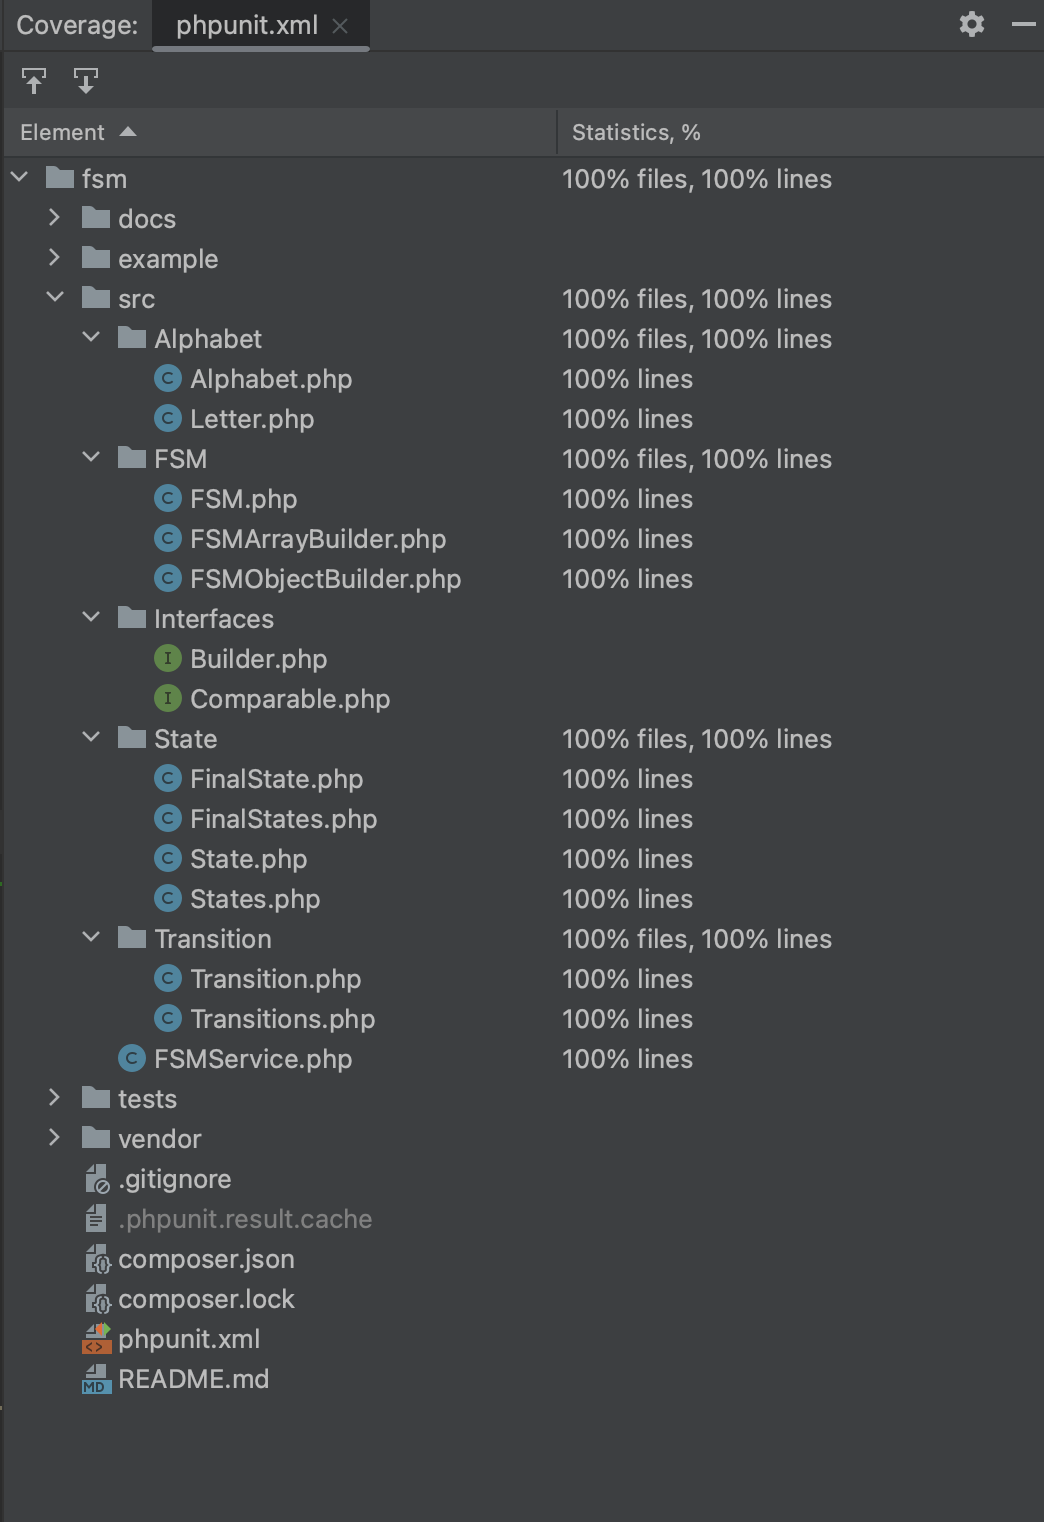 Coverage: phpunit.xml
Element Statistics, %
fsm 100% files, 100% lines
docs
example
src 100% files, 100% lines
Alphabet 100% files, 100% lines
C Alphabet.php 100% lines
C Letter.php 100% lines
FSM 100% files, 100% lines
C FSM.php 100% lines
C FSMArrayBuilder.php 100% lines
C FSMObjectBuilder.php 100% lines
Interfaces
I Builder.php
I Comparable.php
State 100% files, 100% lines
C FinalState.php 100% lines
C FinalStates.php 100% lines
C State.php 100% lines
C States.php 100% lines
Transition 100% files, 100% lines
C Transition.php 100% lines
C Transitions.php 100% lines
C FSMService.php 100% lines
tests
vendor
.gitignore
.phpunit.result.cache
composer.json
composer.lock
phpunit.xml
MD README.md